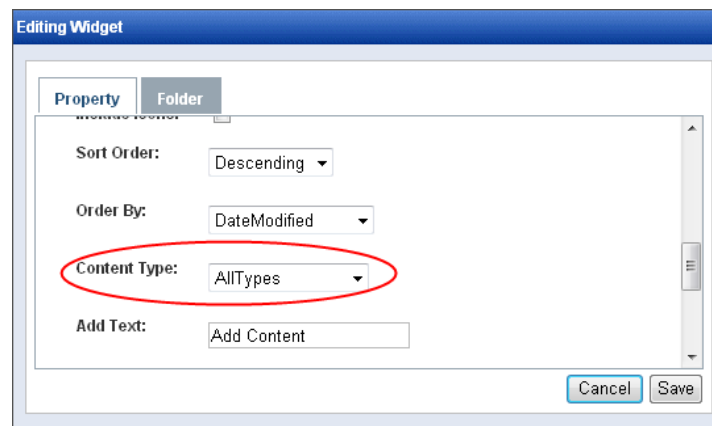 Editing Widget
Property Folder
Sort Order: Descending
Order By: DateModified
Content Type: AllTypes
Add Text: Add Content
Cancel Save